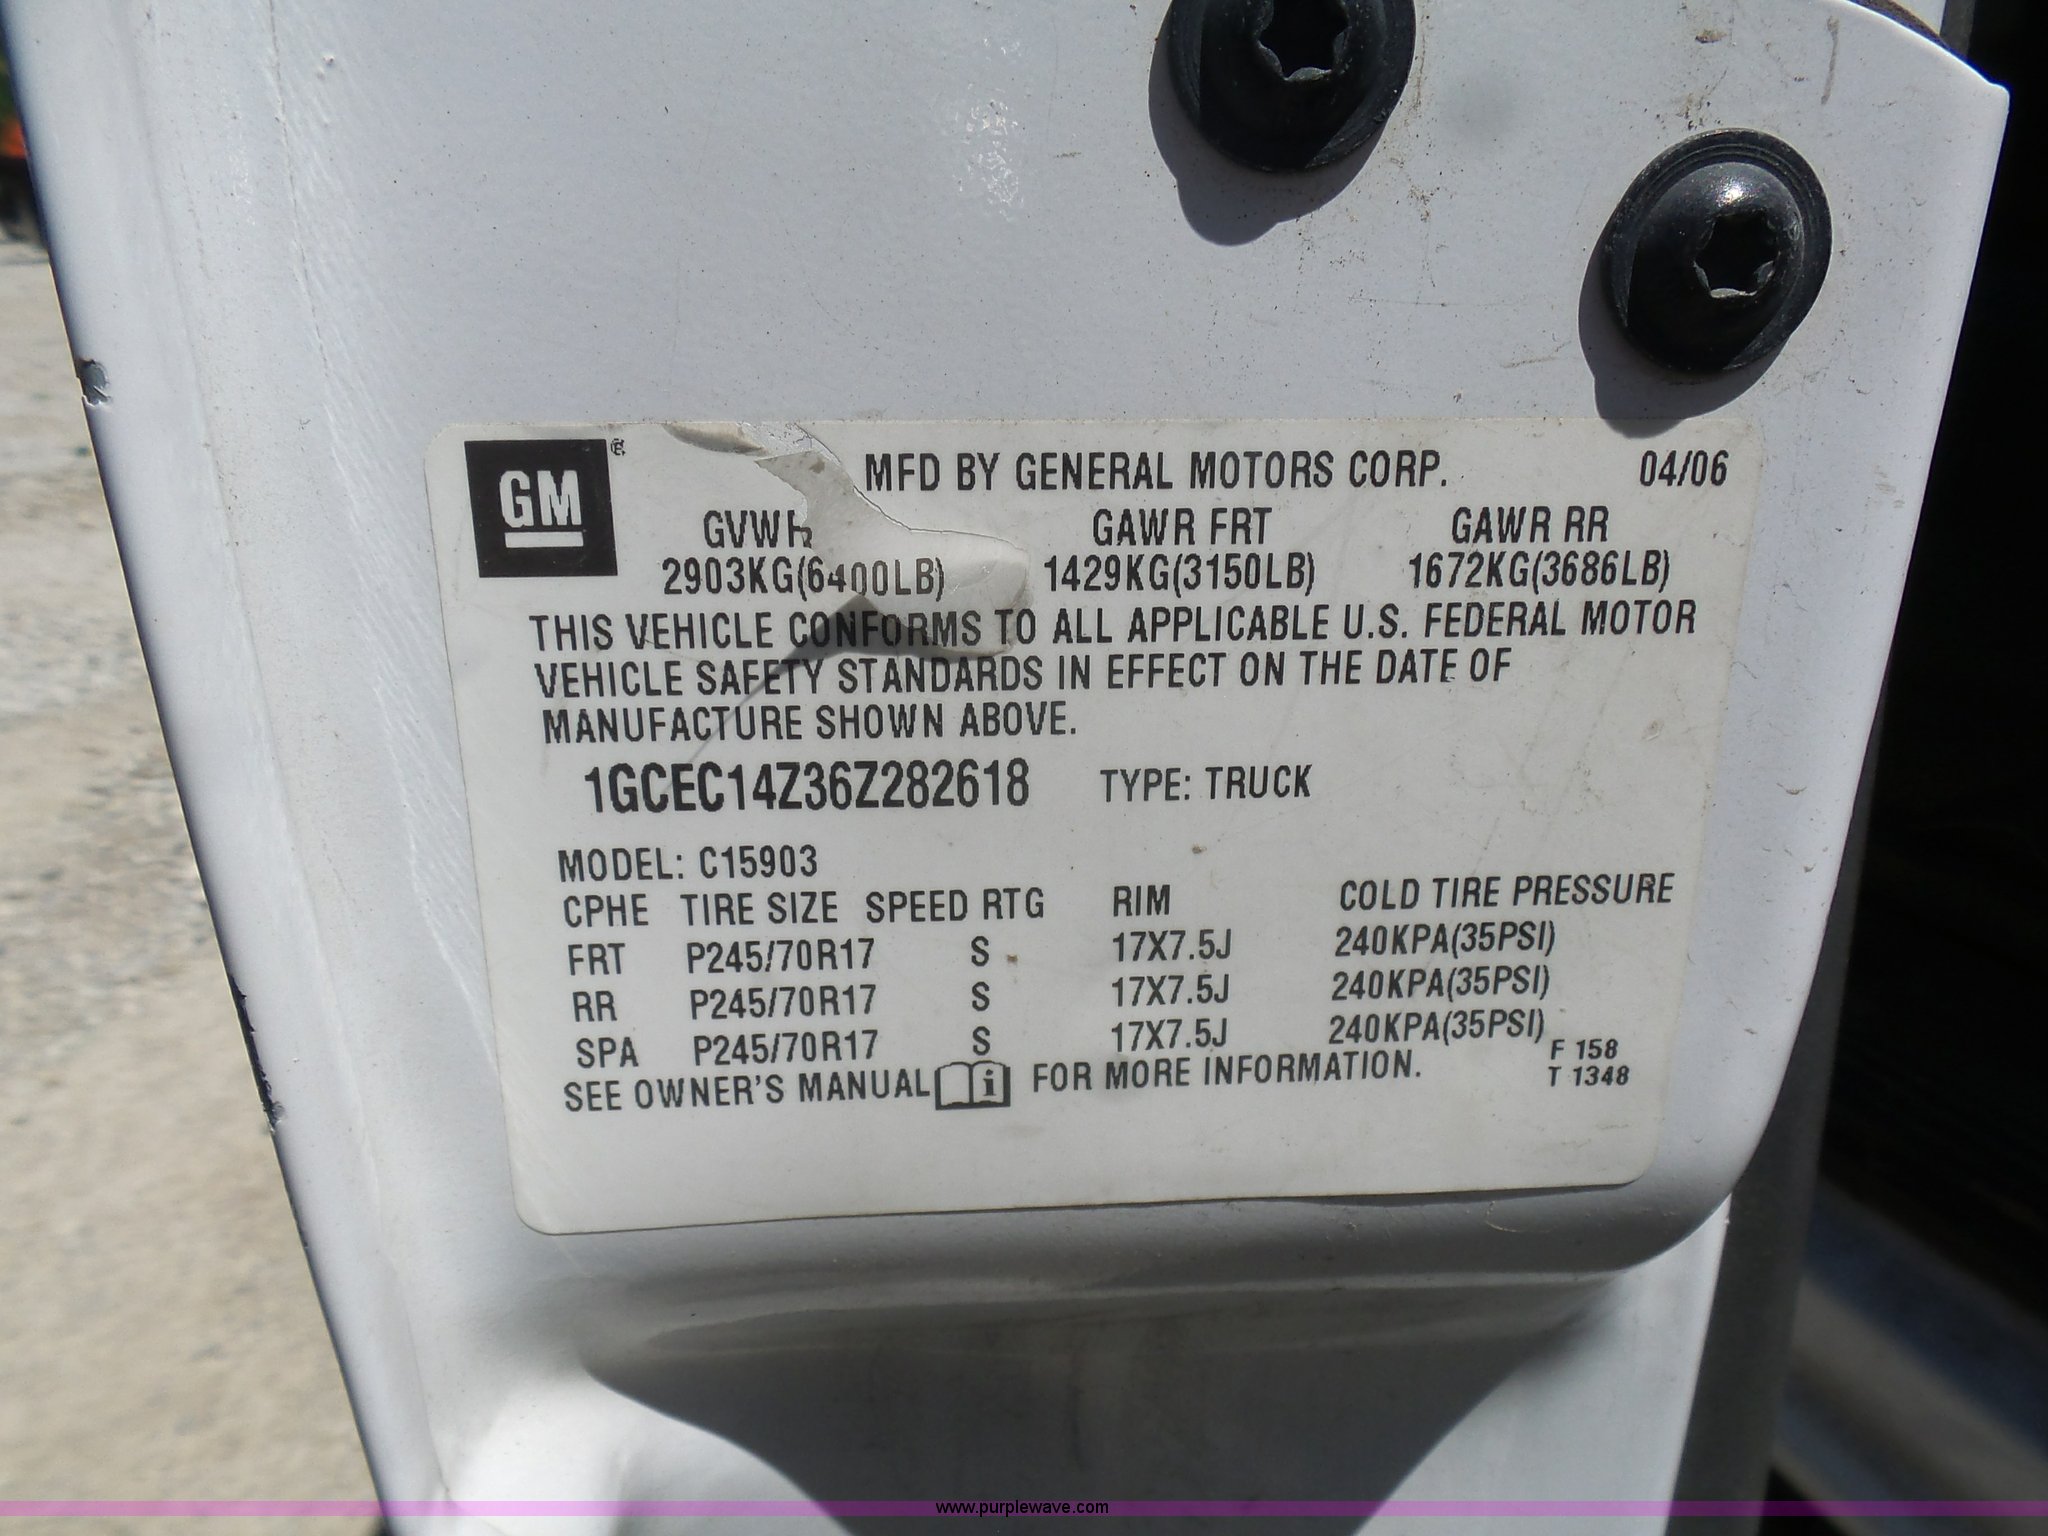 GM ®
MFD BY GENERAL MOTORS CORP. 04/06
GVWR GAWR FRT GAWR RR
2903KG(6400LB) 1429KG(3150LB) 1672KG(3686LB)
THIS VEHICLE CONFORMS TO ALL APPLICABLE U.S. FEDERAL MOTOR
VEHICLE SAFETY STANDARDS IN EFFECT ON THE DATE OF
MANUFACTURE SHOWN ABOVE.
1GCEC14Z36Z282618 TYPE: TRUCK
MODEL: C15903
CPHE TIRE SIZE SPEED RTG RIM COLD TIRE PRESSURE
FRT P245/70R17 S 17X7.5J 240KPA(35PSI)
RR P245/70R17 S 17X7.5J 240KPA(35PSI)
SPA P245/70R17 S 17X7.5J 240KPA(35PSI)
SEE OWNER'S MANUAL i FOR MORE INFORMATION.
F 158
T 1348
www.purplewave.com